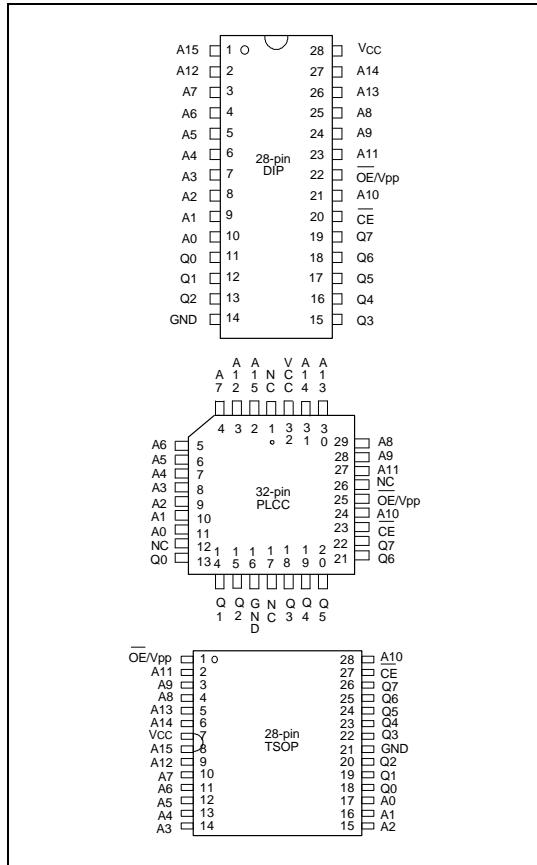 A15 1 28 VCC
A12 2 27 A14
A7 3 26 A13
A6 4 25 A8
A5 5 24 A9
A4 6 23 A11
28-pin
DIP
A3 7 22 OE/Vpp
A2 8 21 A10
A1 9 20 CE
A0 10 19 Q7
Q0 11 18 Q6
Q1 12 17 Q5
Q2 13 16 Q4
GND 14 15 Q3
A7 A12 A15 NC VCC A14 A13
4 3 2 1 32 31 30
A6 5 29 A8
A5 6 28 A9
A4 7 27 A11
A3 8 26 NC
32-pin
PLCC
A2 9 25 OE/Vpp
A1 10 24 A10
A0 11 23 CE
NC 12 22 Q7
Q0 13 21 Q6
14 15 16 17 18 19 20
Q1 Q2 GND NC Q3 Q4 Q5
OE/Vpp 1 28 A10
A11 2 27 CE
A9 3 26 Q7
A8 4 25 Q6
A13 5 24 Q5
A14 6 23 Q4
28-pin
TSOP
VCC 7 22 Q3
A15 8 21 GND
A12 9 20 Q2
A7 10 19 Q1
A6 11 18 Q0
A5 12 17 A0
A4 13 16 A1
A3 14 15 A2